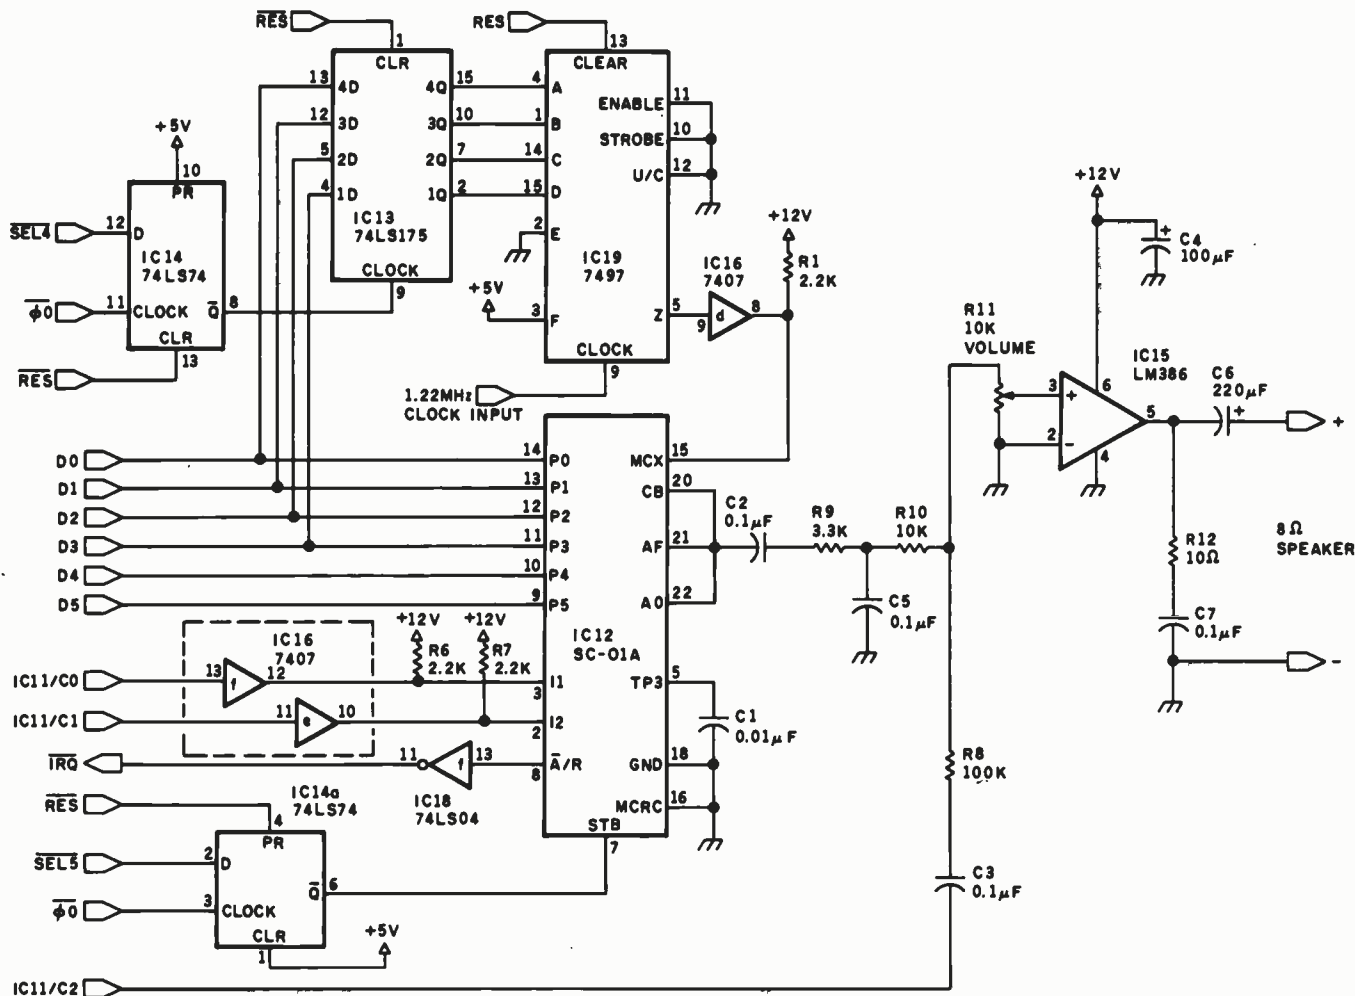 RES
RES
1
13
CLR
CLEAR
13
4D
4Q
15
4
A
12
3D
3Q
10
1
B
5
2D
2Q
7
14
C
4
1D
1Q
2
15
D
ENABLE
11
STROBE
10
U/C
12
+5V
10
PR
SEL4
12
D
IC14
74LS74
φ0
11
CLOCK
Q
8
CLR
13
RES
IC13
74LS175
CLOCK
9
2
E
IC19
7497
+5V
3
F
Z
5
CLOCK
9
1.22MHz
CLOCK INPUT
IC16
7407
9
d
8
+12V
R1
2.2K
+12V
C4
+
100µF
R11
10K
VOLUME
IC15
LM386
3
+
2
-
6
4
5
C6
220µF
+
+
D0
14
P0
MCX
15
D1
13
P1
CB
20
D2
12
P2
D3
11
P3
AF
21
D4
10
P4
D5
9
P5
AO
22
C2
0.1µF
R9
3.3K
R10
10K
C5
0.1µF
R12
10Ω
8Ω
SPEAKER
C7
0.1µF
-
IC12
SC-01A
IC16
7407
+12V
+12V
R6
2.2K
R7
2.2K
IC11/C0
13
f
12
I1
3
IC11/C1
11
e
10
I2
2
TP3
5
C1
0.01µF
IRQ
11
f
13
A/R
8
GND
18
IC18
74LS04
MCRC
16
STB
7
R8
100K
RES
IC14a
74LS74
4
PR
SEL5
2
D
Q
6
φ0
3
CLOCK
CLR
1
+5V
C3
0.1µF
IC11/C2